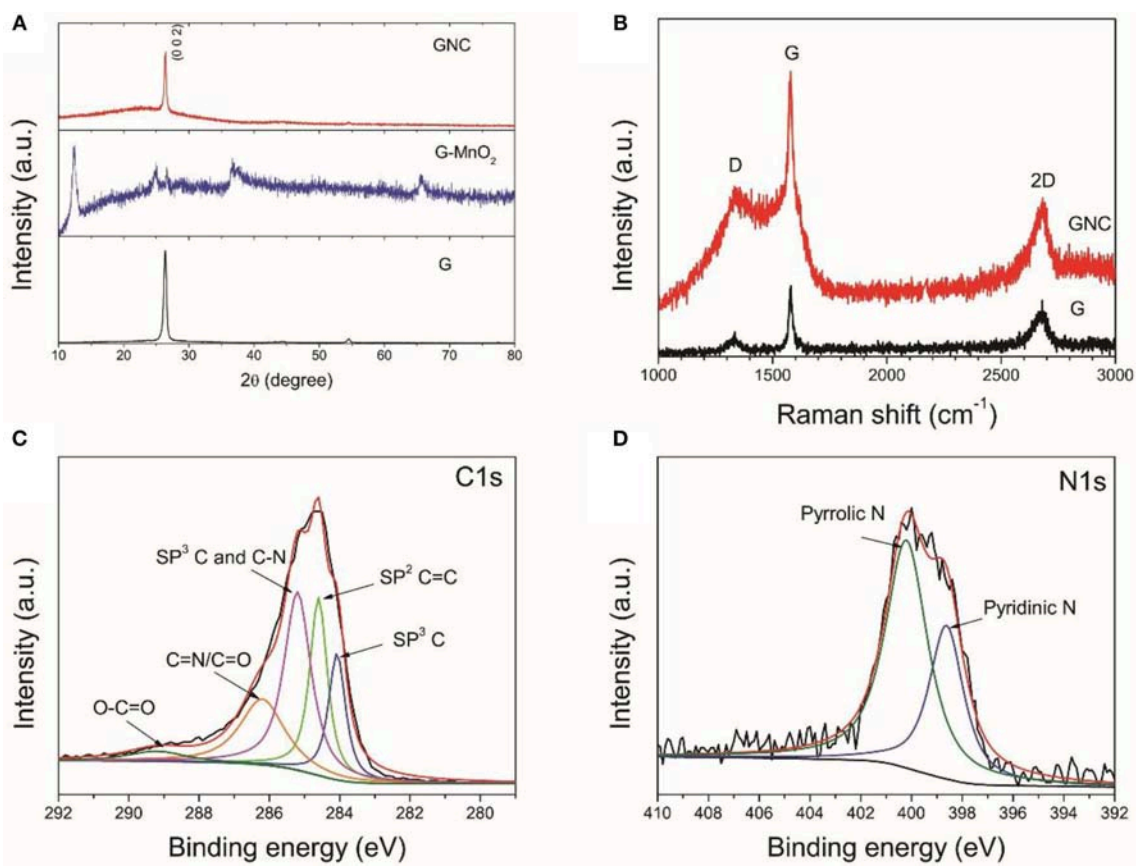 A
GNC
(0 0 2)
G-MnO₂
G
Intensity (a.u.)
10 20 30 40 50 60 70 80
2θ (degree)
B
G
D
2D
GNC
G
Intensity (a.u.)
1000 1500 2000 2500 3000
Raman shift (cm⁻¹)
C
C1s
SP³ C and C-N
SP² C=C
C=N/C=O
SP³ C
O-C=O
Intensity (a.u.)
292 290 288 286 284 282 280
Binding energy (eV)
D
N1s
Pyrrolic N
Pyridinic N
Intensity (a.u.)
410 408 406 404 402 400 398 396 394 392
Binding energy (eV)